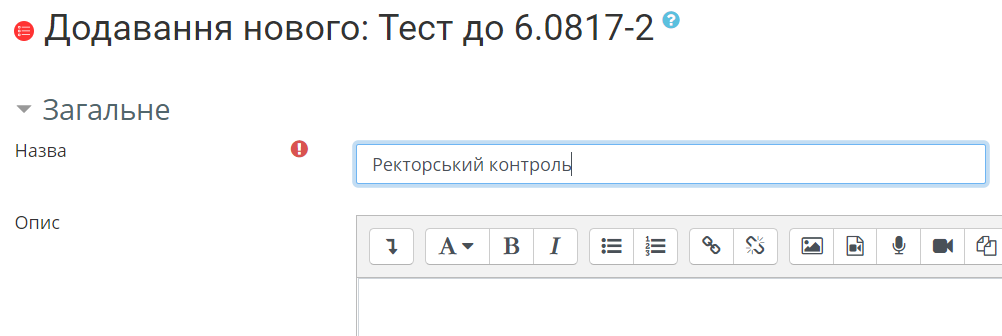 Додавання нового: Тест до 6.0817-2
Загальне
Назва
Ректорський контроль
Опис
A B I